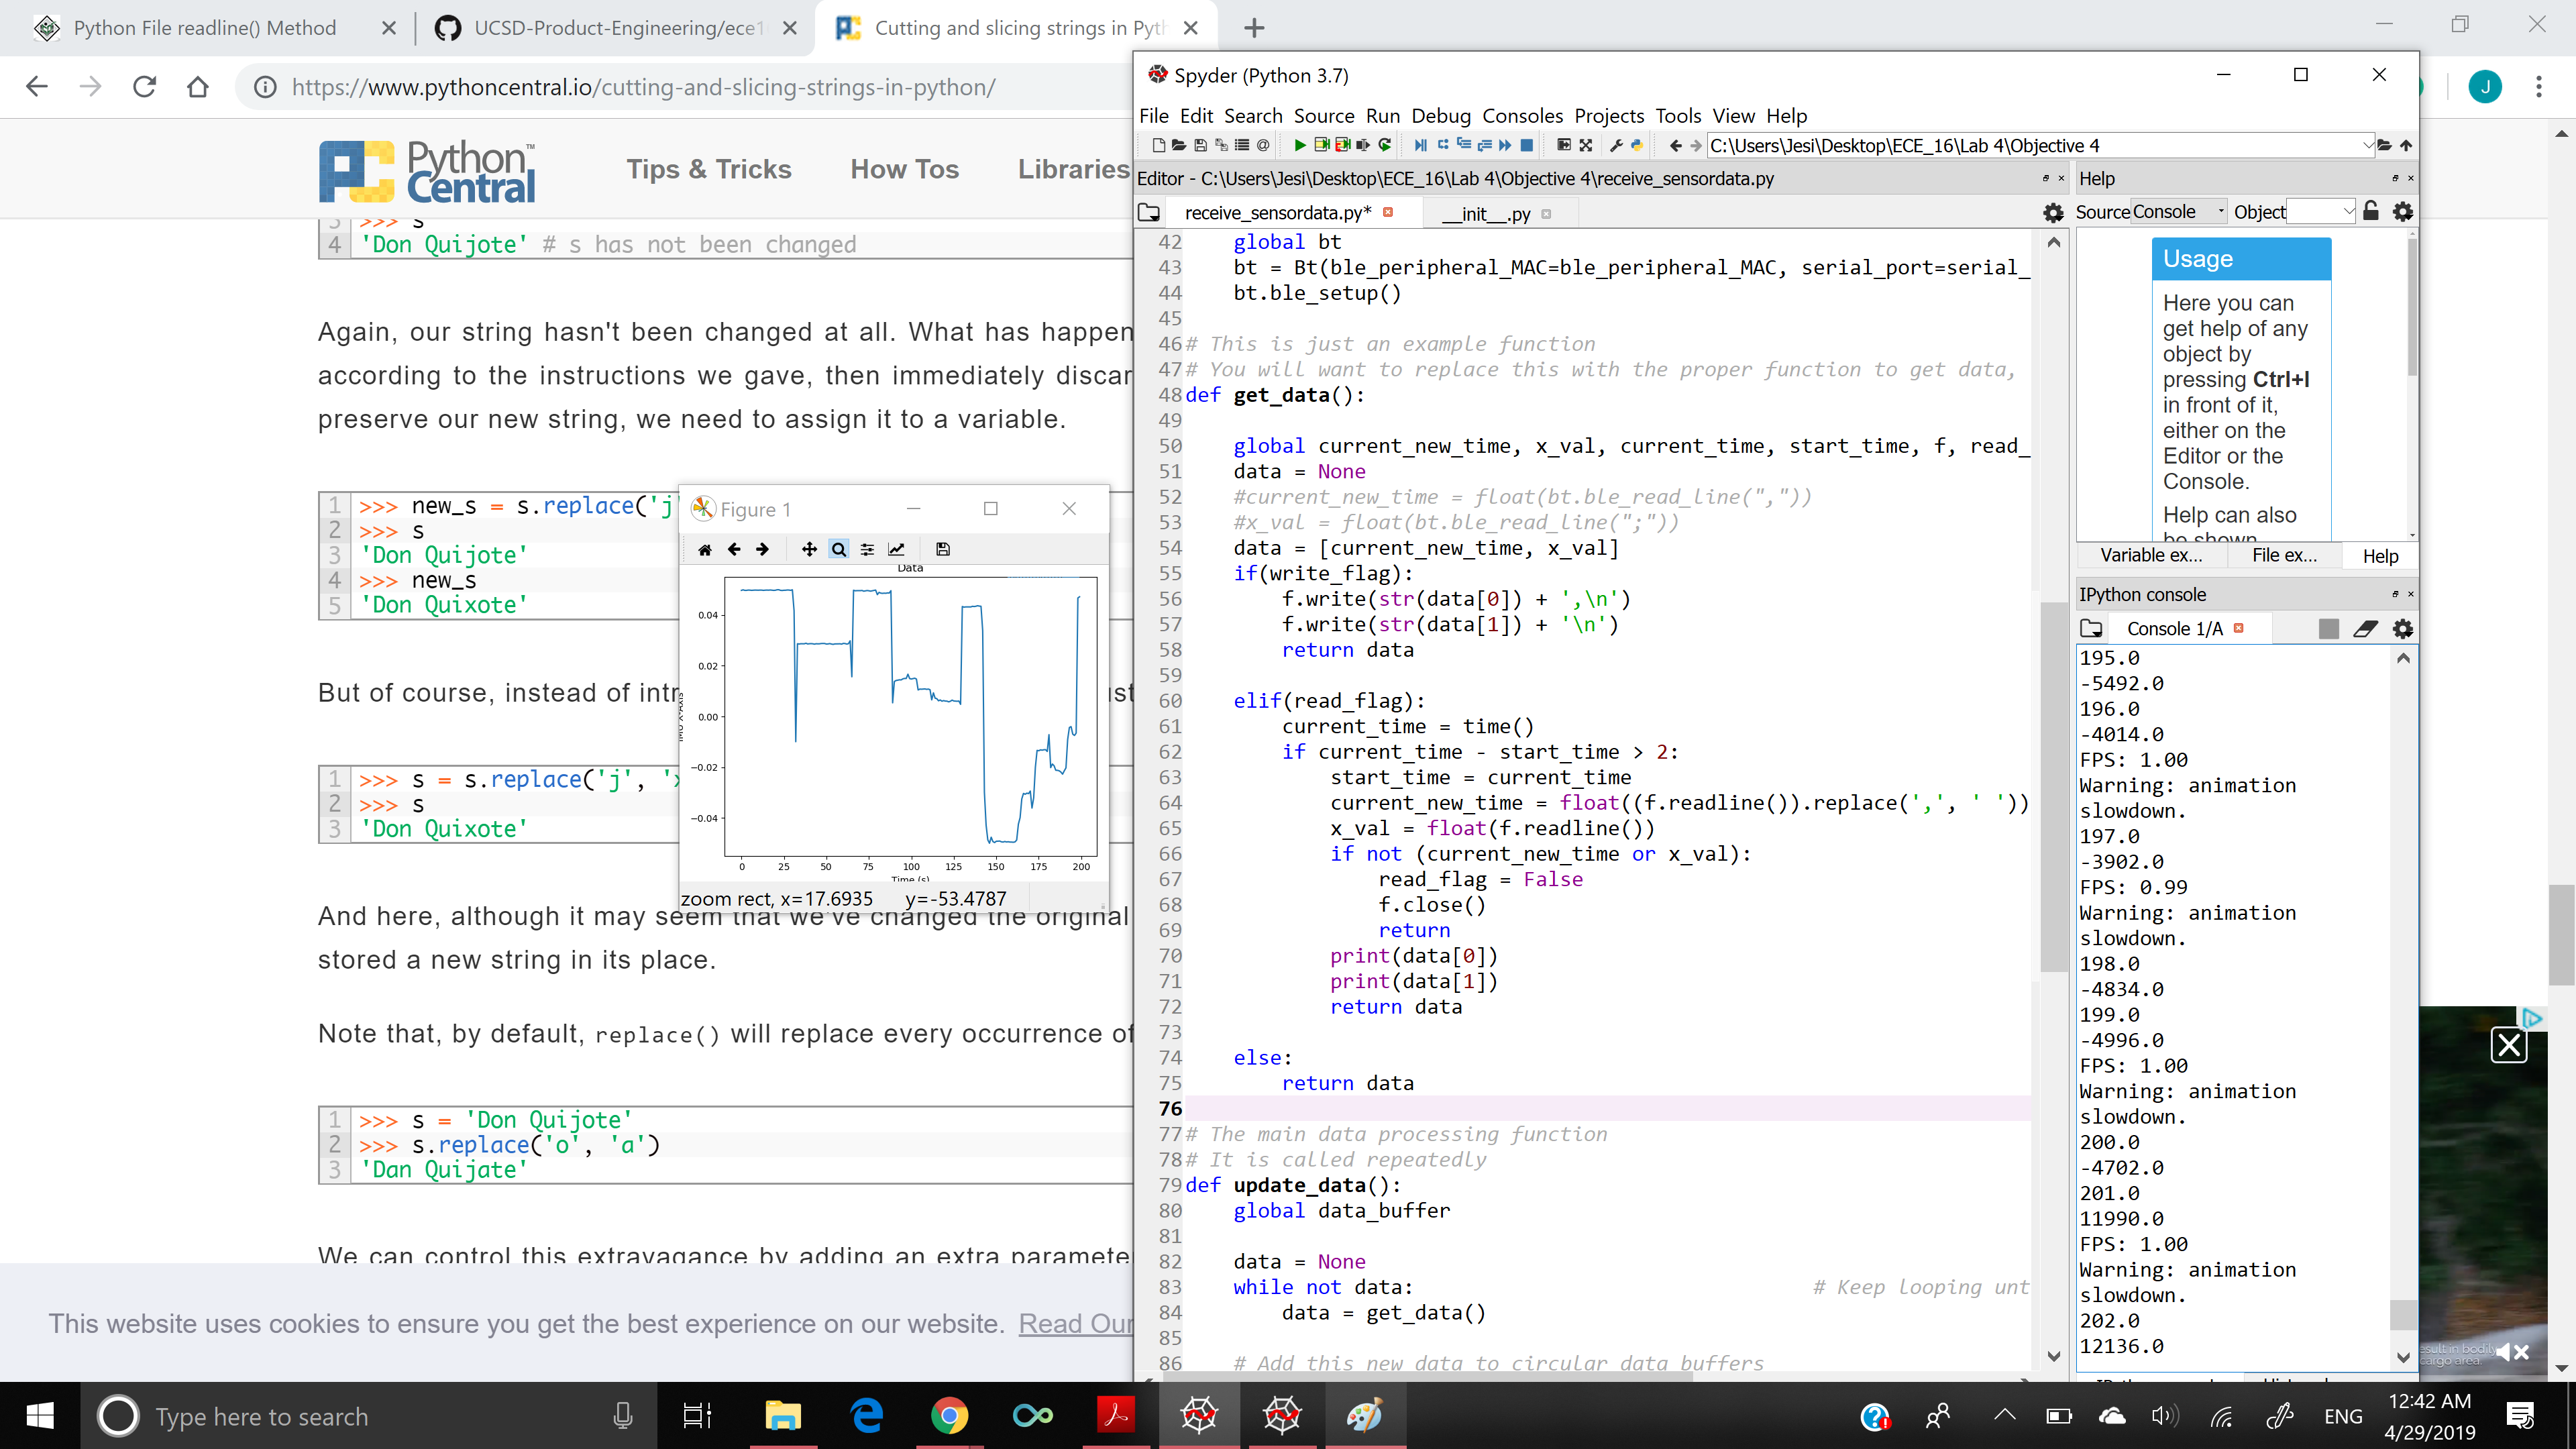 Python File readline() Method
UCSD-Product-Engineering/ece1
Cutting and slicing strings in Pyth
https://www.pythoncentral.io/cutting-and-slicing-strings-in-python/
J
Python Central
Tips & Tricks
How Tos
Libraries
3 >>> s
4 'Don Quijote' # s has not been changed
Again, our string hasn't been changed at all. What has happen
according to the instructions we gave, then immediately discar
preserve our new string, we need to assign it to a variable.
1 >>> new_s = s.replace('j'
2 >>> s
3 'Don Quijote'
4 >>> new_s
5 'Don Quixote'
But of course, instead of intr
ust
1 >>> s = s.replace('j', 'x
2 >>> s
3 'Don Quixote'
And here, although it may seem that we've changed the original
stored a new string in its place.
Note that, by default, replace() will replace every occurrence of
1 >>> s = 'Don Quijote'
2 >>> s.replace('o', 'a')
3 'Dan Quijate'
We can control this extravagance by adding an extra paramete
This website uses cookies to ensure you get the best experience on our website. Read Our
Figure 1
Data
0.04
0.02
0.00
−0.02
−0.04
0 25 50 75 100 125 150 175 200
Time (s)
zoom rect, x=17.6935 y=-53.4787
Spyder (Python 3.7)
File Edit Search Source Run Debug Consoles Projects Tools View Help
C:\Users\Jesi\Desktop\ECE_16\Lab 4\Objective 4
Editor - C:\Users\Jesi\Desktop\ECE_16\Lab 4\Objective 4\receive_sensordata.py
receive_sensordata.py*
__init__.py
42 global bt
43 bt = Bt(ble_peripheral_MAC=ble_peripheral_MAC, serial_port=serial_
44 bt.ble_setup()
45
46 # This is just an example function
47 # You will want to replace this with the proper function to get data,
48 def get_data():
49
50 global current_new_time, x_val, current_time, start_time, f, read_
51 data = None
52 #current_new_time = float(bt.ble_read_line(","))
53 #x_val = float(bt.ble_read_line(";"))
54 data = [current_new_time, x_val]
55 if(write_flag):
56 f.write(str(data[0]) + ',\n')
57 f.write(str(data[1]) + '\n')
58 return data
59
60 elif(read_flag):
61 current_time = time()
62 if current_time - start_time > 2:
63 start_time = current_time
64 current_new_time = float((f.readline()).replace(',', ' '))
65 x_val = float(f.readline())
66 if not (current_new_time or x_val):
67 read_flag = False
68 f.close()
69 return
70 print(data[0])
71 print(data[1])
72 return data
73
74 else:
75 return data
76
77 # The main data processing function
78 # It is called repeatedly
79 def update_data():
80 global data_buffer
81
82 data = None
83 while not data: # Keep looping unt
84 data = get_data()
85
86 # Add this new data to circular data buffers
Help
Source Console Object
Usage
Here you can
get help of any
object by
pressing Ctrl+I
in front of it,
either on the
Editor or the
Console.
Help can also
be shown
Variable ex... File ex... Help
IPython console
Console 1/A
195.0
-5492.0
196.0
-4014.0
FPS: 1.00
Warning: animation
slowdown.
197.0
-3902.0
FPS: 0.99
Warning: animation
slowdown.
198.0
-4834.0
199.0
-4996.0
FPS: 1.00
Warning: animation
slowdown.
200.0
-4702.0
201.0
11990.0
FPS: 1.00
Warning: animation
slowdown.
202.0
12136.0
Type here to search
ENG
12:42 AM
4/29/2019